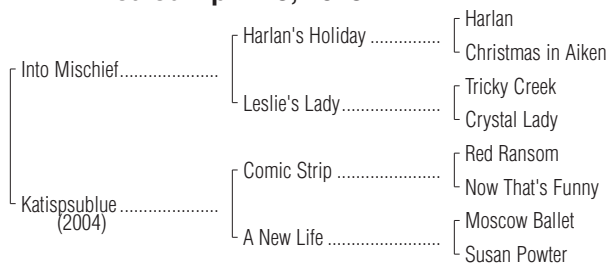 Harlan
Harlan's Holiday ..................
Christmas in Aiken
Into Mischief.....................
Tricky Creek
Leslie's Lady.....................
Crystal Lady
Red Ransom
Comic Strip ......................
Now That's Funny
Katispsublue.....................
(2004)
Moscow Ballet
A New Life ........................
Susan Powter